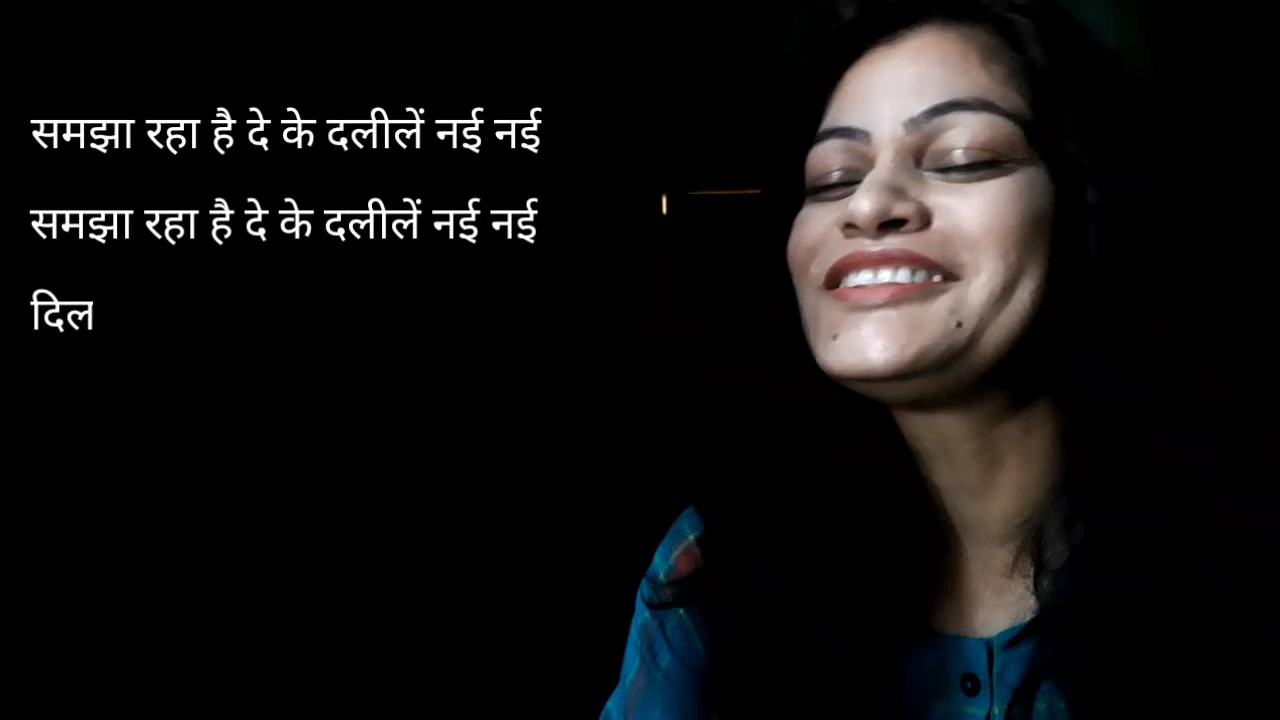 समझा रहा है दे के दलीलें नई नई
समझा रहा है दे के दलीलें नई नई
दिल